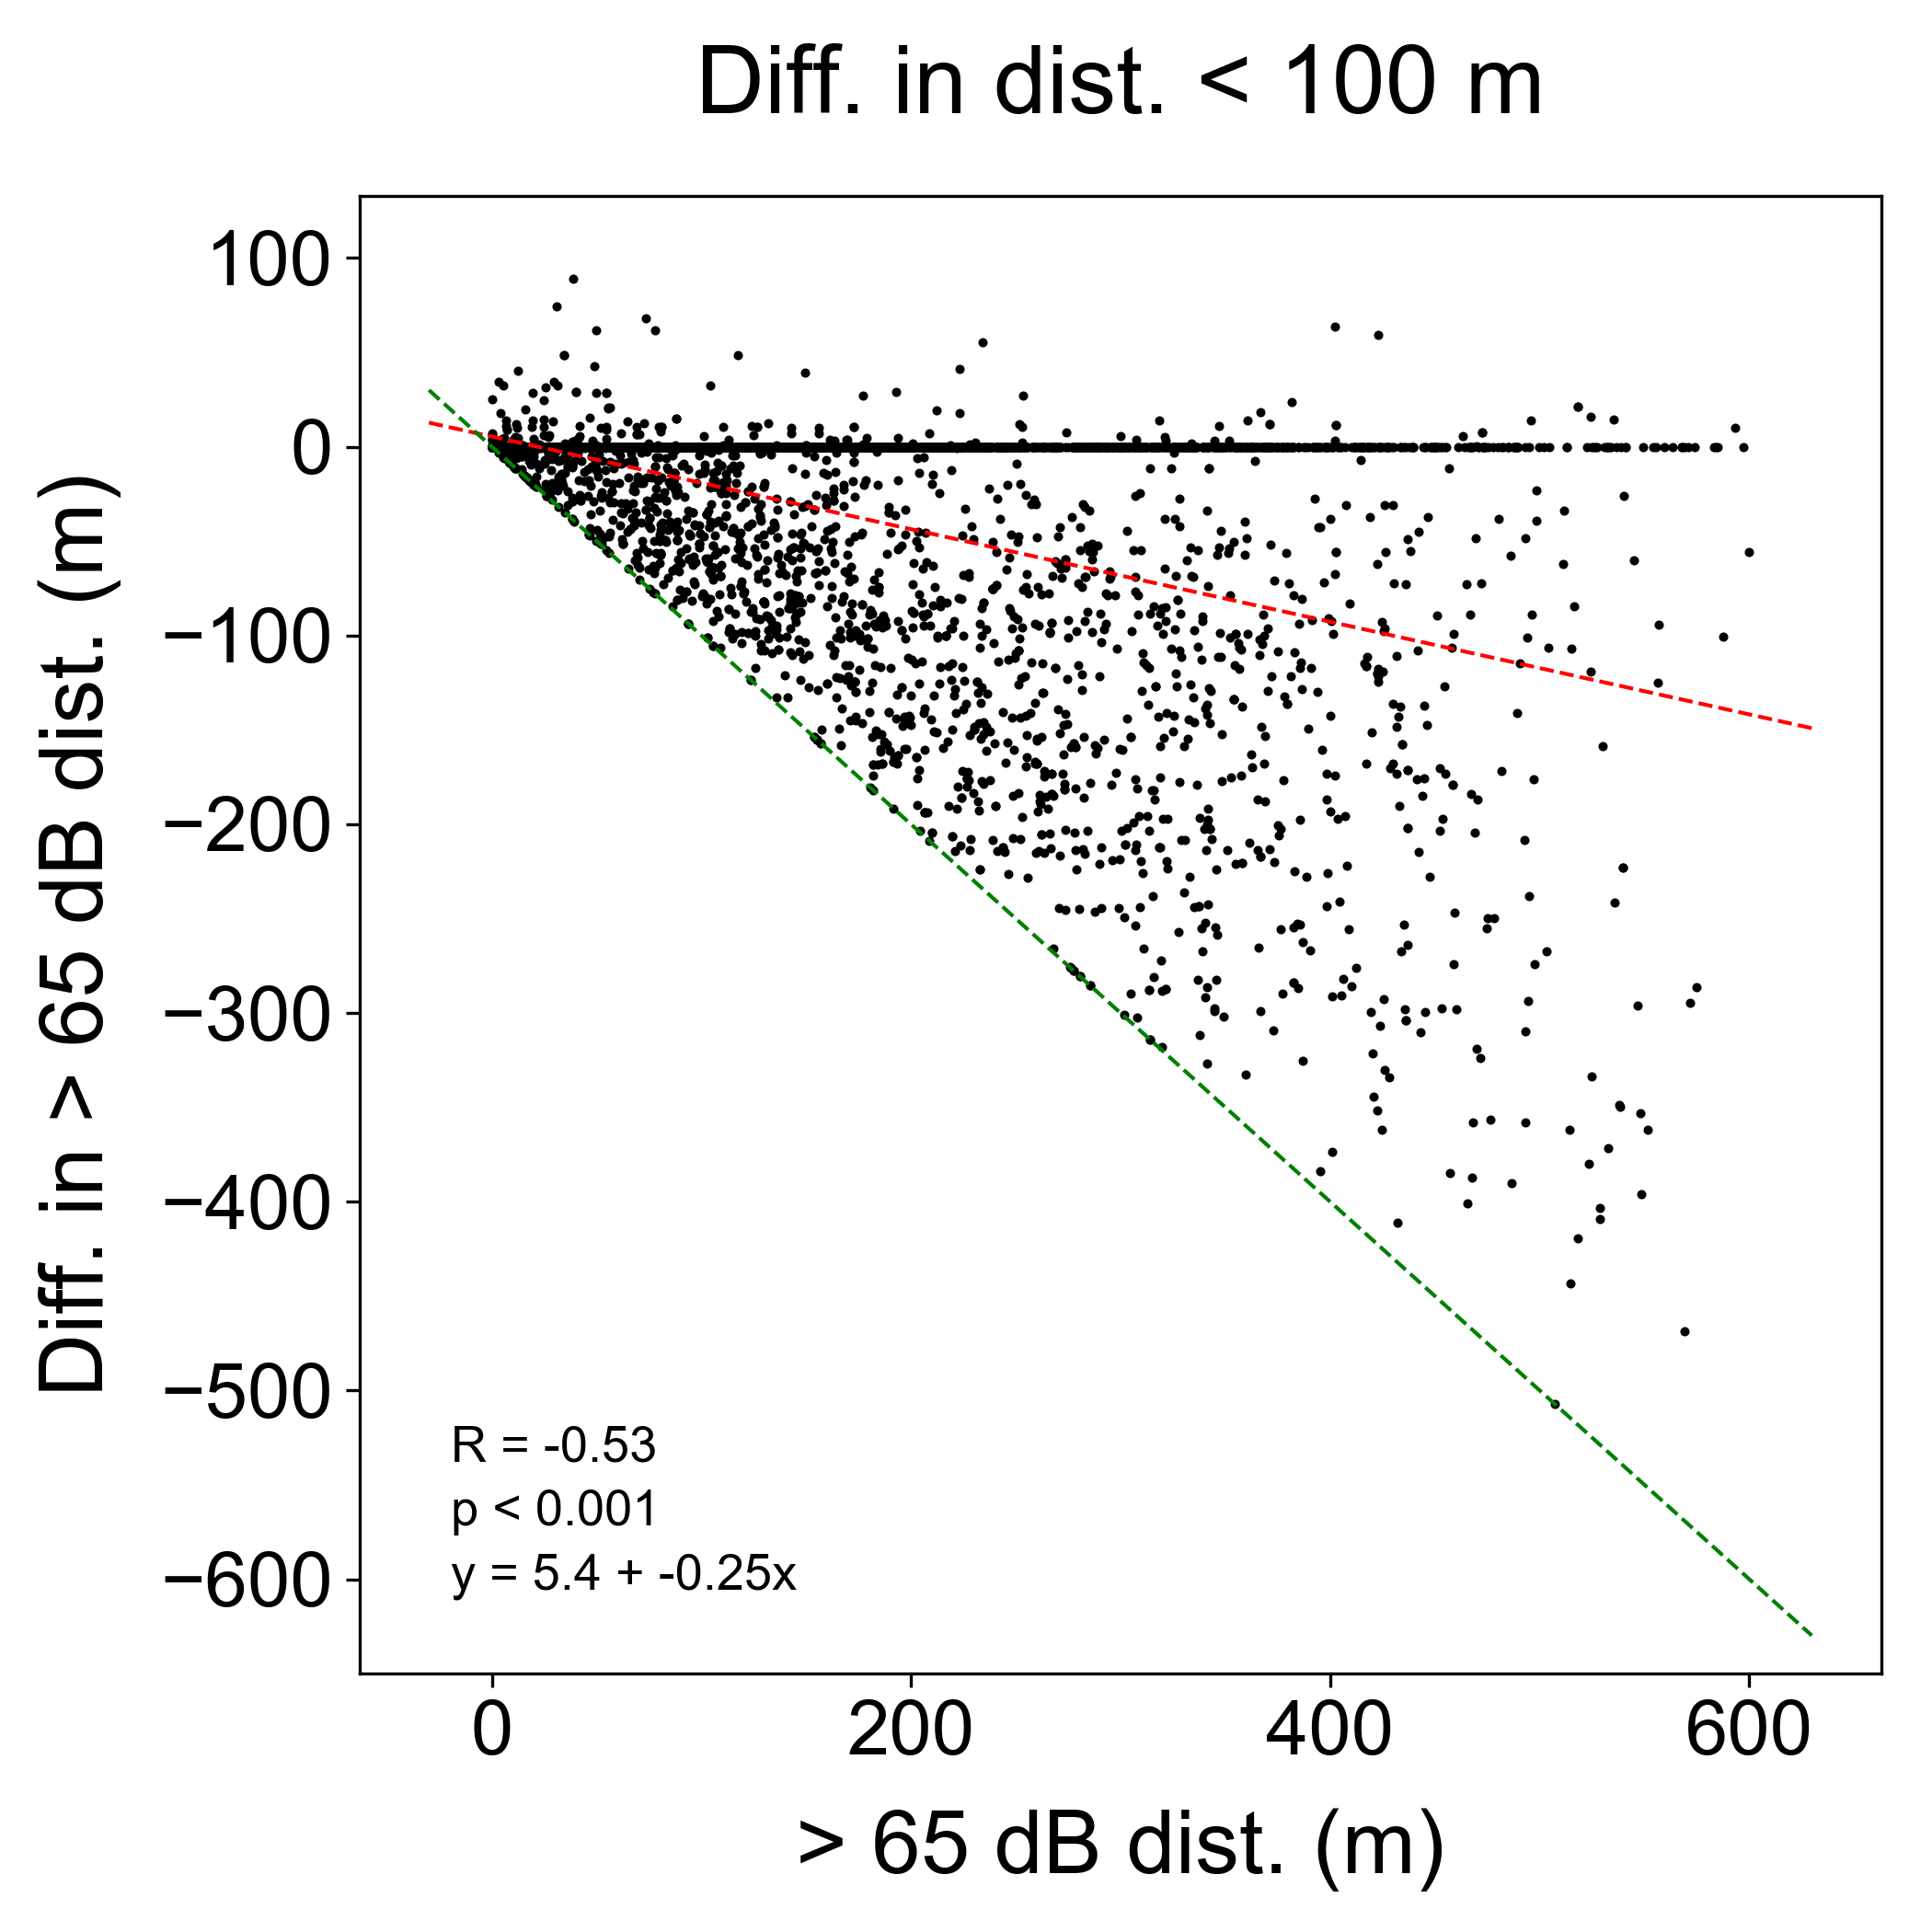 Diff. in dist. < 100 m
Diff. in > 65 dB dist. (m)
100
0
−100
−200
−300
−400
−500
−600
R = -0.53
p < 0.001
y = 5.4 + -0.25x
0 200 400 600
> 65 dB dist. (m)